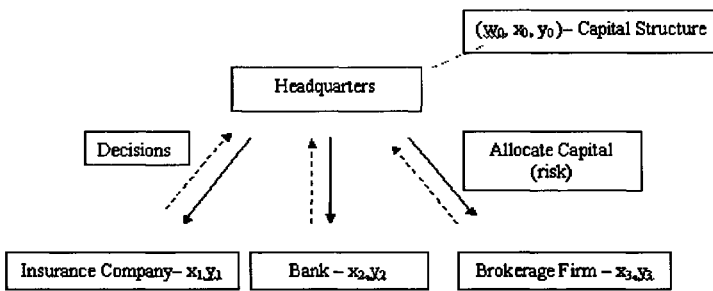 (w0, x0, y0)– Capital Structure
Headquarters
Decisions
Allocate Capital
(risk)
Insurance Company– x1,y1
Bank – x2,y2
Brokerage Firm – x3,y3